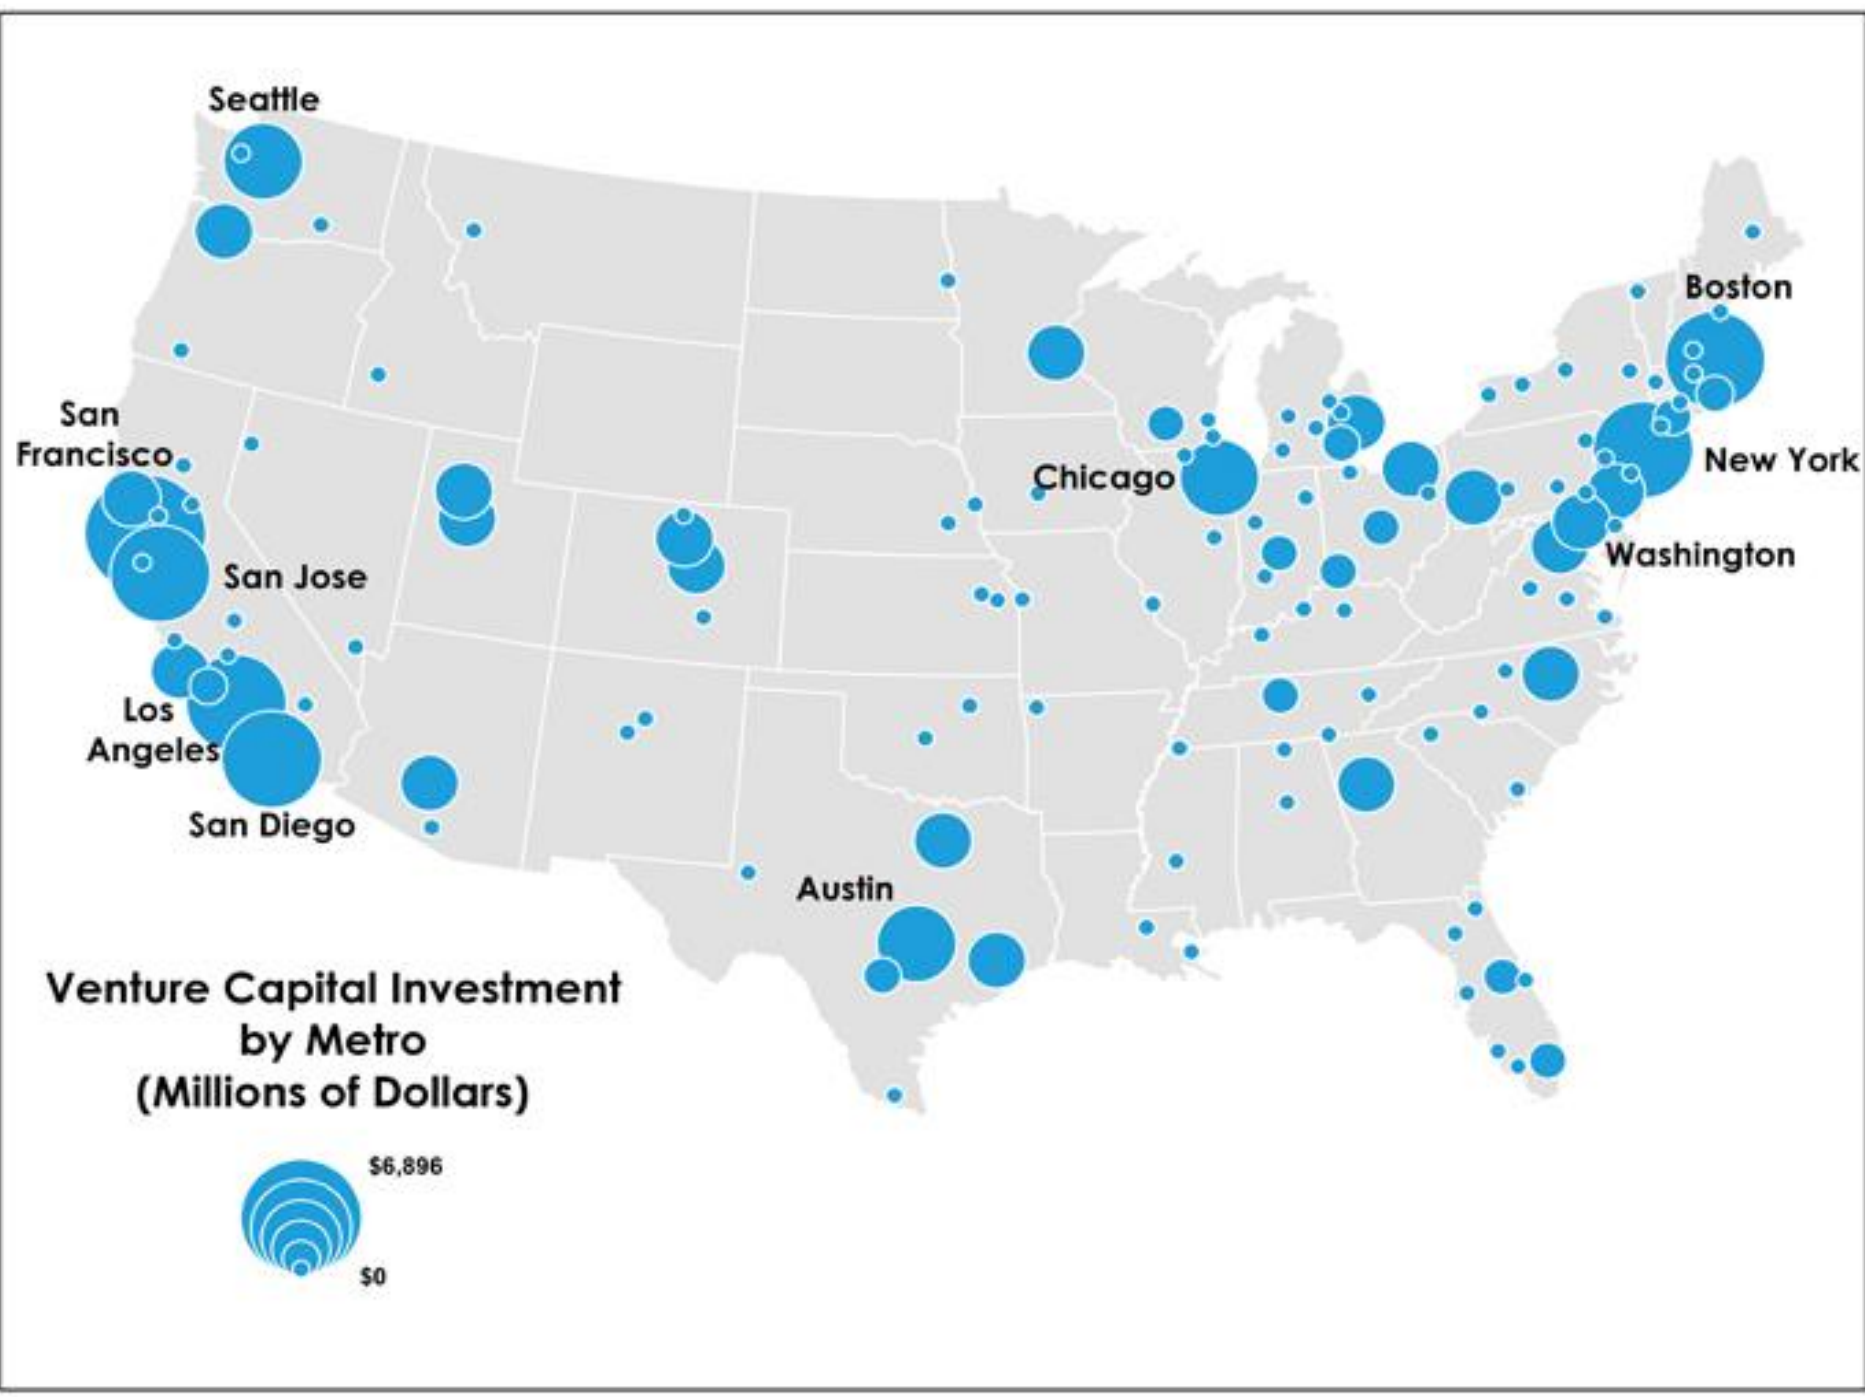 Seattle
Boston
San
Francisco
New York
Chicago
Washington
San Jose
Los
Angeles
San Diego
Austin
Venture Capital Investment
by Metro
(Millions of Dollars)
$6,896
$0